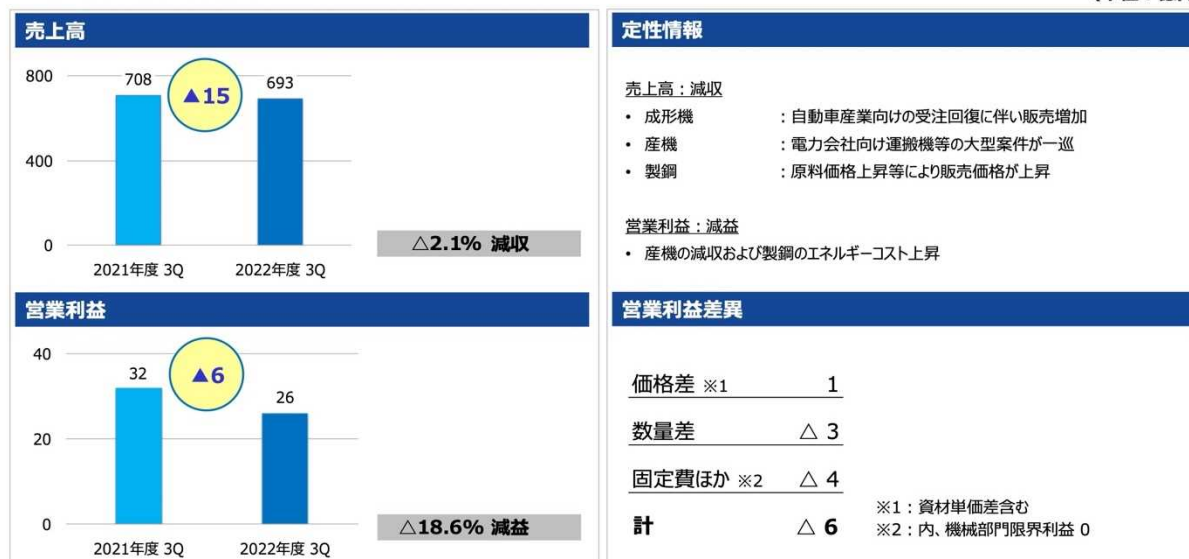 売上高
800
400
0
708
▲15
693
2021年度 3Q
2022年度 3Q
△2.1% 減収
定性情報
売上高：減収
• 成形機 ：自動車産業向けの受注回復に伴い販売増加
• 産機 ：電力会社向け運搬機等の大型案件が一巡
• 製鋼 ：原料価格上昇等により販売価格が上昇
営業利益：減益
• 産機の減収および製鋼のエネルギーコスト上昇
営業利益
40
20
0
32
▲6
26
2021年度 3Q
2022年度 3Q
△18.6% 減益
営業利益差異
価格差 ※1 1
数量差 △ 3
固定費ほか ※2 △ 4
計 △ 6
※1：資材単価差含む
※2：内、機械部門限界利益 0